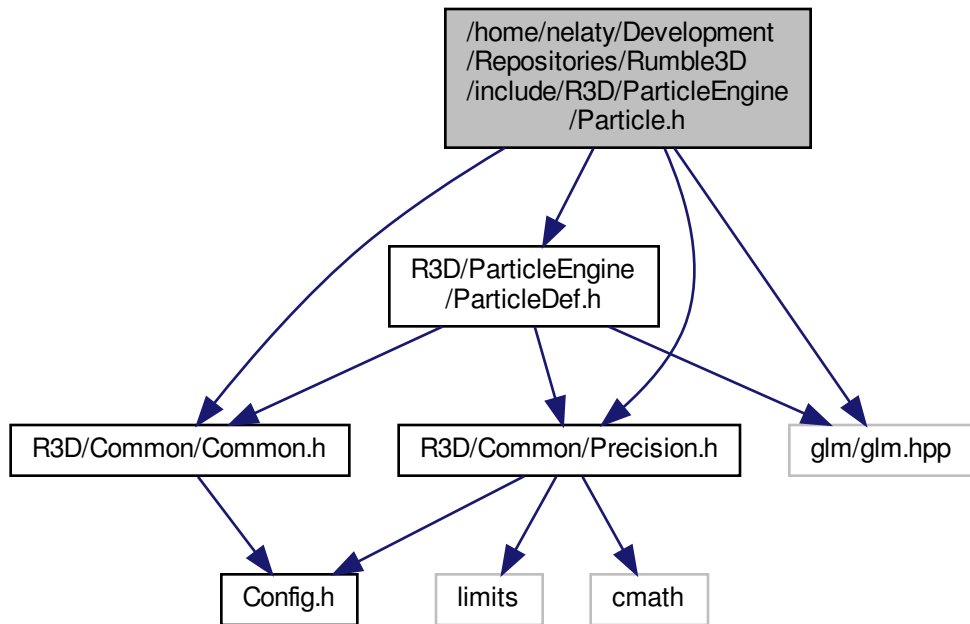 /home/nelaty/Development
/Repositories/Rumble3D
/include/R3D/ParticleEngine
/Particle.h
R3D/ParticleEngine
/ParticleDef.h
R3D/Common/Common.h
R3D/Common/Precision.h
glm/glm.hpp
Config.h
limits
cmath